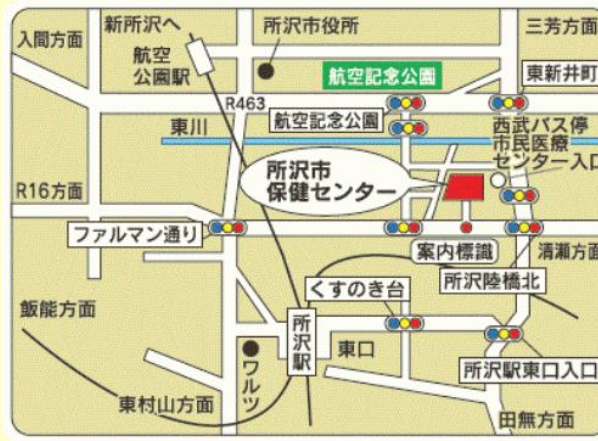 新所沢へ
所沢市役所
三芳方面
入間方面
航空
公園駅
航空記念公園
東新井町
R463
航空記念公園
東川
西武バス停
市民医療
センター入口
所沢市
保健センター
R16方面
ファルマン通り
案内標識
清瀬方面
所沢陸橋北
くすのき台
飯能方面
所沢駅
東口
ワルツ
所沢駅東口入口
東村山方面
田無方面